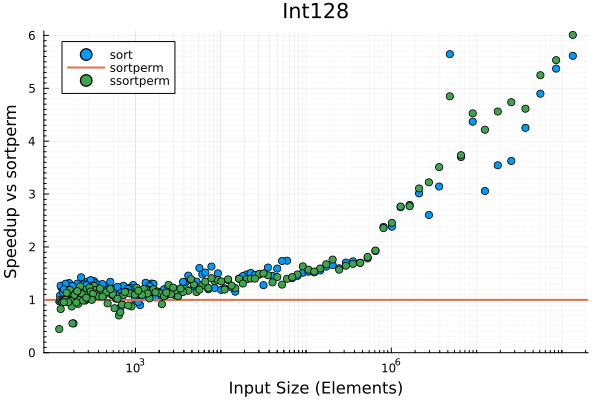 Int128
sort
sortperm
ssortperm
Speedup vs sortperm
6
5
4
3
2
1
0
10³
10⁶
Input Size (Elements)